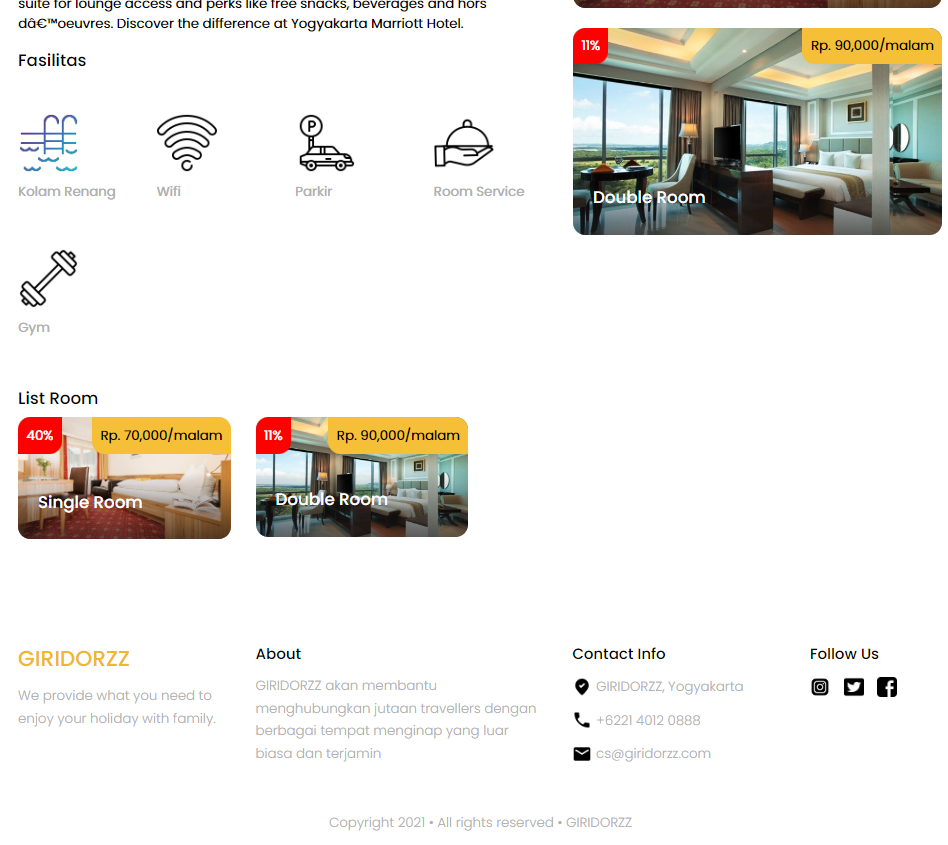 suite for lounge access and perks like free snacks, beverages and hors
dâ€™oeuvres. Discover the difference at Yogyakarta Marriott Hotel.
Fasilitas
Kolam Renang
Wifi
P
Parkir
Room Service
Gym
11%
Rp. 90,000/malam
Double Room
List Room
40%
Rp. 70,000/malam
Single Room
11%
Rp. 90,000/malam
Double Room
GIRIDORZZ
We provide what you need to
enjoy your holiday with family.
About
GIRIDORZZ akan membantu
menghubungkan jutaan travellers dengan
berbagai tempat menginap yang luar
biasa dan terjamin
Contact Info
GIRIDORZZ, Yogyakarta
+6221 4012 0888
cs@giridorzz.com
Follow Us
Copyright 2021 • All rights reserved • GIRIDORZZ